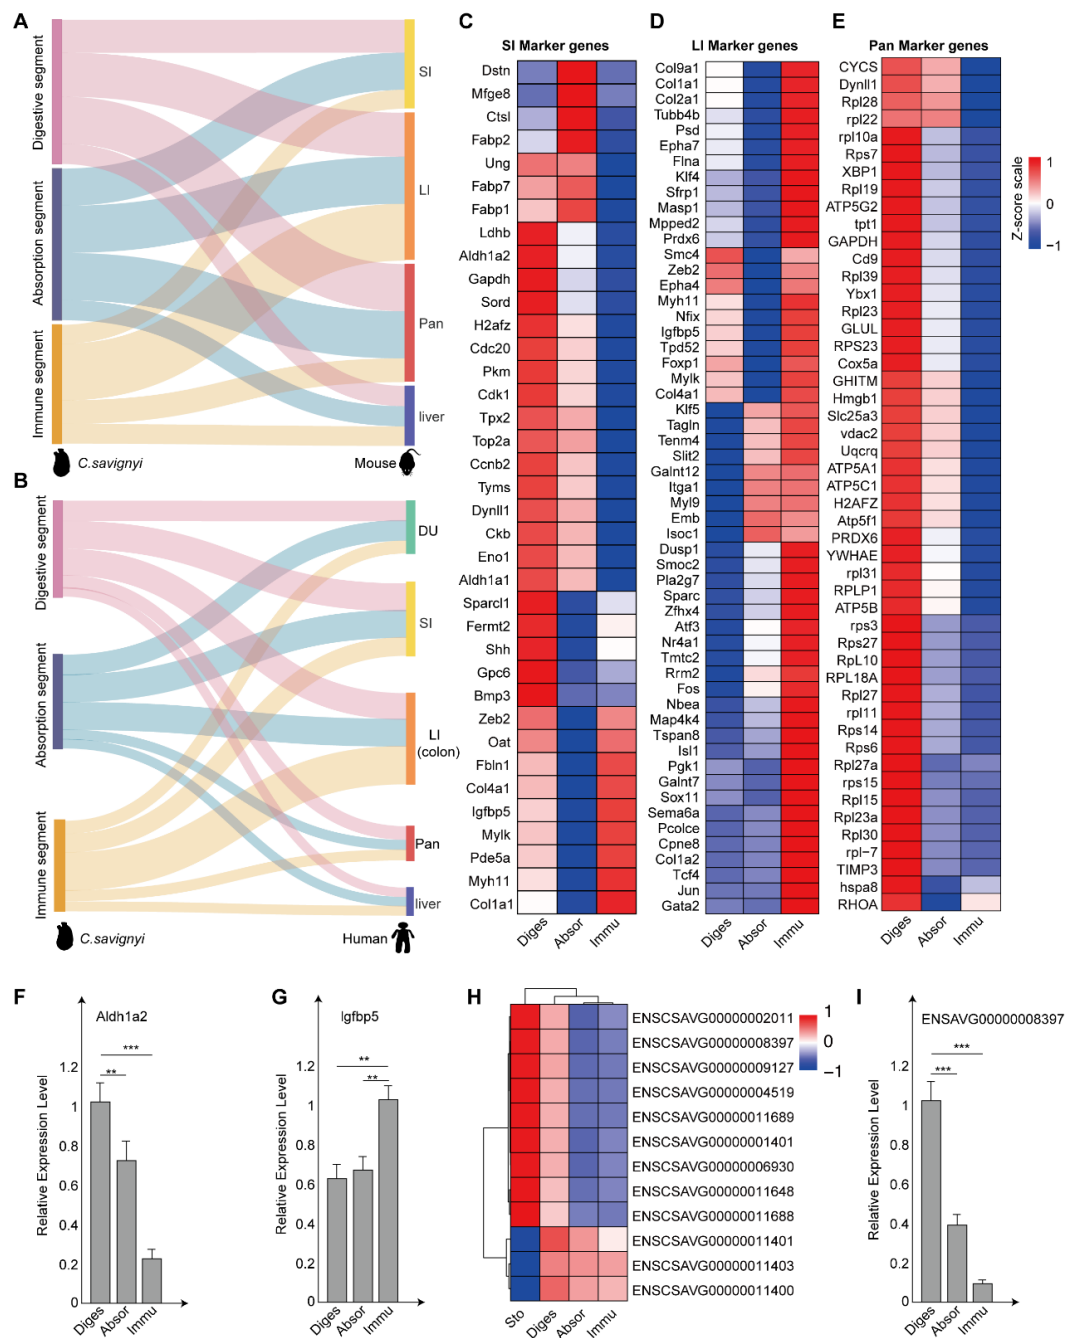 A
Digestive segment
Absorption segment
Immune segment
SI
LI
Pan
liver
C.savignyi
Mouse
B
Digestive segment
Absorption segment
Immune segment
DU
SI
LI
(colon)
Pan
liver
C.savignyi
Human
C
SI Marker genes
Dstn
Mfge8
Ctsl
Fabp2
Ung
Fabp7
Fabp1
Ldhb
Aldh1a2
Gapdh
Sord
H2afz
Cdc20
Pkm
Cdk1
Tpx2
Top2a
Ccnb2
Tyms
Dynll1
Ckb
Eno1
Aldh1a1
Sparcl1
Fermt2
Shh
Gpc6
Bmp3
Zeb2
Oat
Fbln1
Col4a1
Igfbp5
Mylk
Pde5a
Myh11
Col1a1
Diges Absor Immu
D
LI Marker genes
Col9a1
Col1a1
Col2a1
Tubb4b
Psd
Epha7
Flna
Klf4
Sfrp1
Masp1
Mpped2
Prdx6
Smc4
Zeb2
Epha4
Myh11
Nfix
Igfbp5
Tpd52
Foxp1
Mylk
Col4a1
Klf5
Tagln
Tenm4
Slit2
Galnt12
Itga1
Myl9
Emb
Isoc1
Dusp1
Smoc2
Pla2g7
Sparc
Zfhx4
Atf3
Nr4a1
Tmtc2
Rrm2
Fos
Nbea
Map4k4
Tspan8
Isl1
Pgk1
Galnt7
Sox11
Sema6a
Pcolce
Cpne8
Col1a2
Tcf4
Jun
Gata2
Diges Absor Immu
E
Pan Marker genes
CYCS
Dynll1
Rpl28
rpl22
rpl10a
Rps7
XBP1
Rpl19
ATP5G2
tpt1
GAPDH
Cd9
Rpl39
Ybx1
Rpl23
GLUL
RPS23
Cox5a
GHITM
Hmgb1
Slc25a3
vdac2
Uqcrq
ATP5A1
ATP5C1
H2AFZ
Atp5f1
PRDX6
YWHAE
rpl31
RPLP1
ATP5B
rps3
Rps27
RpL10
RPL18A
Rpl27
rpl11
Rps14
Rps6
Rpl27a
rps15
Rpl15
Rpl23a
Rpl30
rpl-7
TIMP3
hspa8
RHOA
Diges Absor Immu
Z-score scale
1
0
−1
F
Aldh1a2
Relative Expression Level
1.2
1
0.8
0.6
0.4
0.2
0
***
**
Diges Absor Immu
G
Igfbp5
Relative Expression Level
1.2
1
0.8
0.6
0.4
0.2
0
**
**
Diges Absor Immu
H
ENSCSAVG00000002011
ENSCSAVG00000008397
ENSCSAVG00000009127
ENSCSAVG00000004519
ENSCSAVG00000011689
ENSCSAVG00000001401
ENSCSAVG00000006930
ENSCSAVG00000011648
ENSCSAVG00000011688
ENSCSAVG00000011401
ENSCSAVG00000011403
ENSCSAVG00000011400
Sto Diges Absor Immu
1
0
−1
I
ENSAVG00000008397
Relative Expression Level
1.2
1
0.8
0.6
0.4
0.2
0
***
***
Diges Absor Immu